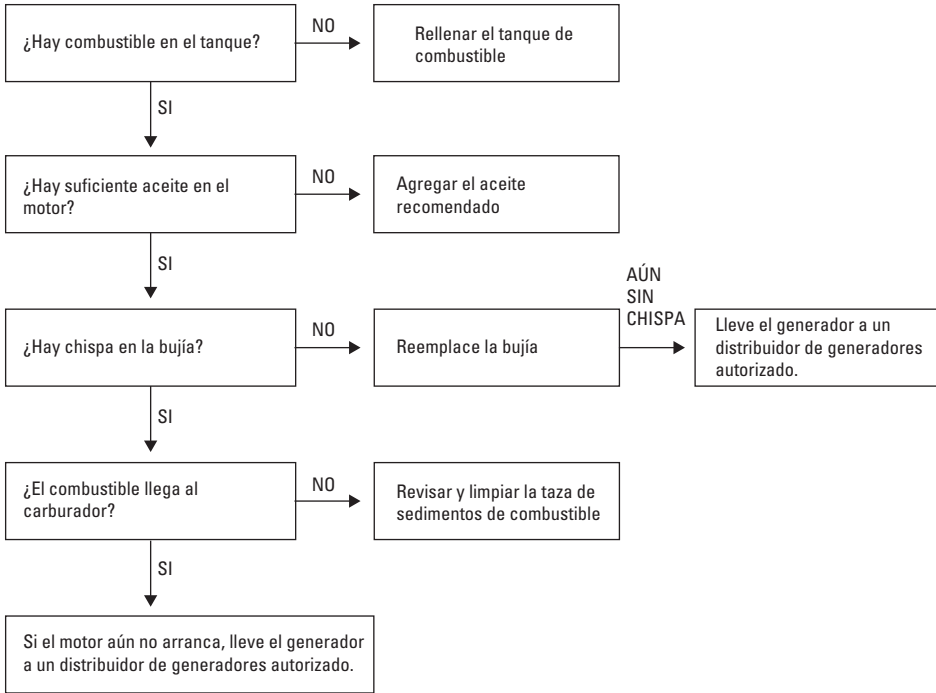 ¿Hay combustible en el tanque?
NO
Rellenar el tanque de
combustible
SI
¿Hay suficiente aceite en el
motor?
NO
Agregar el aceite
recomendado
SI
¿Hay chispa en la bujía?
NO
Reemplace la bujía
AÚN
SIN
CHISPA
Lleve el generador a un
distribuidor de generadores
autorizado.
SI
¿El combustible llega al
carburador?
NO
Revisar y limpiar la taza de
sedimentos de combustible
SI
Si el motor aún no arranca, lleve el generador
a un distribuidor de generadores autorizado.